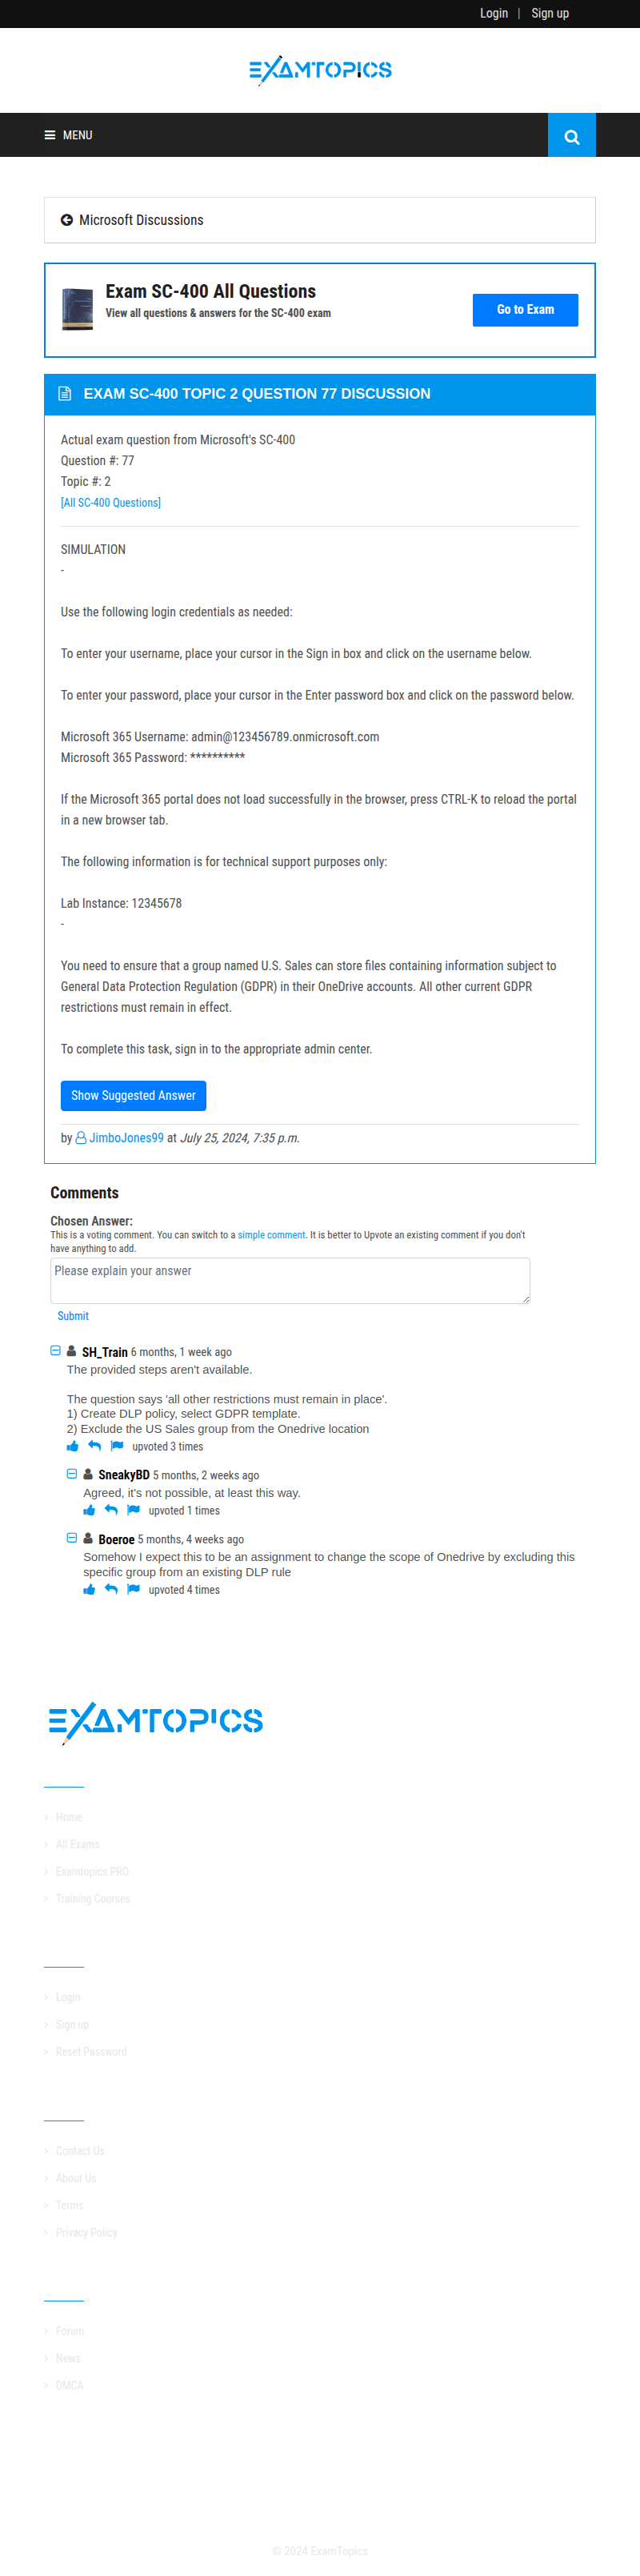 Login | Sign up
EXAMTOPICS
MENU
Microsoft Discussions
Exam SC-400 All Questions
View all questions & answers for the SC-400 exam
Go to Exam
EXAM SC-400 TOPIC 2 QUESTION 77 DISCUSSION
Actual exam question from Microsoft's SC-400
Question #: 77
Topic #: 2
[All SC-400 Questions]
SIMULATION
-
Use the following login credentials as needed:
To enter your username, place your cursor in the Sign in box and click on the username below.
To enter your password, place your cursor in the Enter password box and click on the password below.
Microsoft 365 Username: admin@123456789.onmicrosoft.com
Microsoft 365 Password: **********
If the Microsoft 365 portal does not load successfully in the browser, press CTRL-K to reload the portal
in a new browser tab.
The following information is for technical support purposes only:
Lab Instance: 12345678
-
You need to ensure that a group named U.S. Sales can store files containing information subject to
General Data Protection Regulation (GDPR) in their OneDrive accounts. All other current GDPR
restrictions must remain in effect.
To complete this task, sign in to the appropriate admin center.
Show Suggested Answer
by JimboJones99 at July 25, 2024, 7:35 p.m.
Comments
Chosen Answer:
This is a voting comment. You can switch to a simple comment. It is better to Upvote an existing comment if you don't
have anything to add.
Please explain your answer
Submit
SH_Train 6 months, 1 week ago
The provided steps aren't available.
The question says 'all other restrictions must remain in place'.
1) Create DLP policy, select GDPR template.
2) Exclude the US Sales group from the Onedrive location
upvoted 3 times
SneakyBD 5 months, 2 weeks ago
Agreed, it's not possible, at least this way.
upvoted 1 times
Boeroe 5 months, 4 weeks ago
Somehow I expect this to be an assignment to change the scope of Onedrive by excluding this
specific group from an existing DLP rule
upvoted 4 times
EXAMTOPICS
Home
All Exams
Examtopics PRO
Training Courses
Login
Sign up
Reset Password
Contact Us
About Us
Terms
Privacy Policy
Forum
News
DMCA
© 2024 ExamTopics